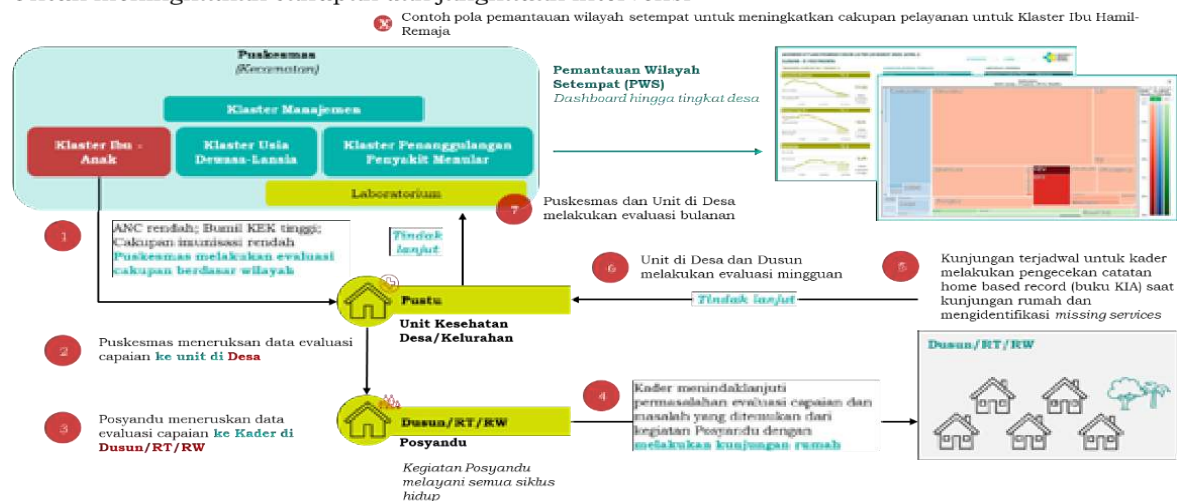 Contoh pola pemantauan wilayah setempat untuk meningkatkan cakupan pelayanan untuk Klaster Ibu Hamil-
Remaja
Puskesmas
(Kecamatan)
Klaster Manajemen
Klaster Ibu -
Anak
Klaster Usia
Dewasa-Lansia
Klaster Penanggulangan
Penyakit Menular
Laboratorium
Pemantauan Wilayah
Setempat (PWS)
Dashboard hingga tingkat desa
1
ANC rendah; Bumil KEK tinggi;
Cakupan imunisasi rendah
Puskesmas melakukan evaluasi
cakupan berdasar wilayah
Tindak
lanjut
7
Puskesmas dan Unit di Desa
melakukan evaluasi bulanan
6
Unit di Desa dan Dusun
melakukan evaluasi mingguan
Tindak lanjut
5
Kunjungan terjadwal untuk kader
melakukan pengecekan catatan
home based record (buku KIA) saat
kunjungan rumah dan
mengidentifikasi missing services
Pustu
Unit Kesehatan
Desa/Kelurahan
2
Puskesmas meneruskan data evaluasi
capaian ke unit di Desa
3
Posyandu meneruskan data
evaluasi capaian ke Kader di
Dusun/RT/RW
Dusun/RT/RW
Posyandu
Kegiatan Posyandu
melayani semua siklus
hidup
4
Kader menindaklanjuti
permasalahan evaluasi capaian dan
masalah yang ditemukan dari
kegiatan Posyandu dengan
melakukan kunjungan rumah
Dusun/RT/RW